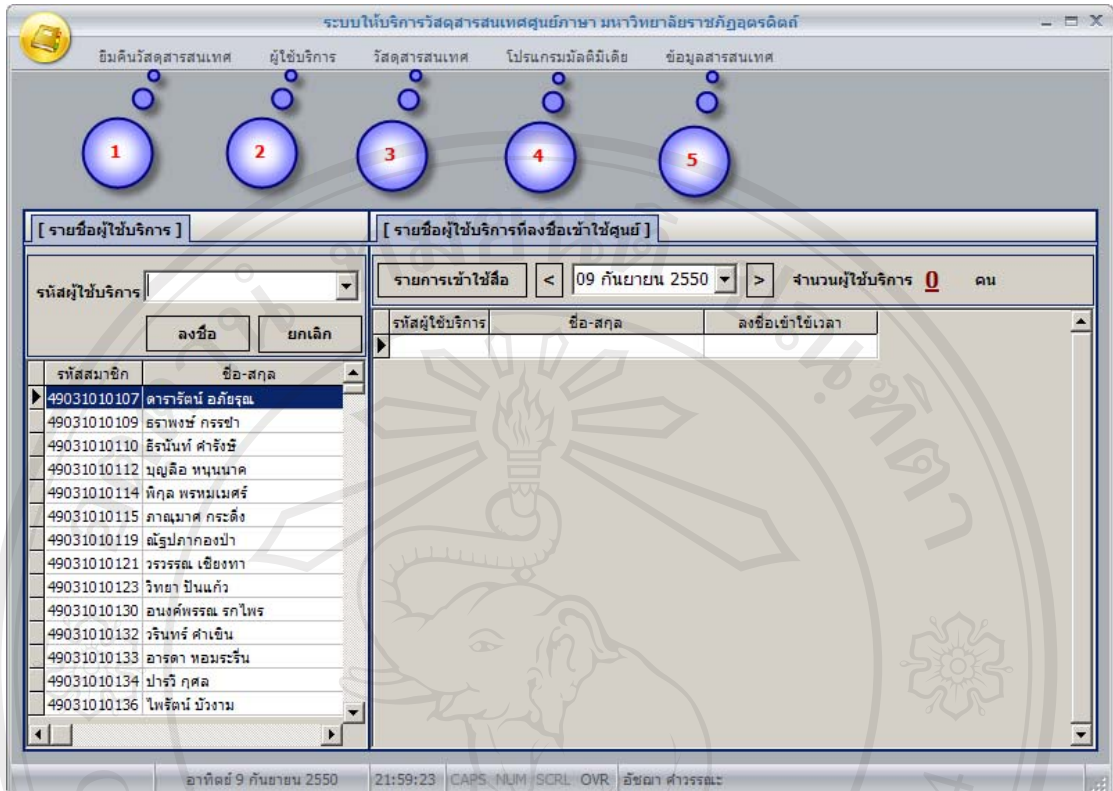 ระบบให้บริการวัสดุสารสนเทศศูนย์ภาษา มหาวิทยาลัยราชภัฏอุตรดิตถ์
ยืมคืนวัสดุสารสนเทศ ผู้ใช้บริการ วัสดุสารสนเทศ โปรแกรมมัลติมีเดีย ข้อมูลสารสนเทศ
1 2 3 4 5
[ รายชื่อผู้ใช้บริการ ]
รหัสผู้ใช้บริการ
ลงชื่อ ยกเลิก
รหัสสมาชิก ชื่อ-สกุล
49031010107 ดารารัตน์ อภัยรุณ
49031010109 ธราพงษ์ กรรขำ
49031010110 ธีรนันท์ คำรังษี
49031010112 บุญลือ หนุนนาค
49031010114 พิกุล พรหมเมศร์
49031010115 ภาณุมาศ กระดิ่ง
49031010119 ณัฐปภากองป่า
49031010121 วรวรรณ เชียงทา
49031010123 วิทยา ปินแก้ว
49031010130 อนงค์พรรณ รกไพร
49031010132 วรินทร์ คำเขิน
49031010133 อารดา หอมระรื่น
49031010134 ปารวี กุศล
49031010136 ไพรัตน์ บัวงาม
[ รายชื่อผู้ใช้บริการที่ลงชื่อเข้าใช้ศูนย์ ]
รายการเข้าใช้สื่อ < 09 กันยายน 2550 > จำนวนผู้ใช้บริการ 0 คน
รหัสผู้ใช้บริการ ชื่อ-สกุล ลงชื่อเข้าใช้เวลา
อาทิตย์ 9 กันยายน 2550 21:59:23 CAPS NUM SCRL OVR อัชฌา คำวรรณะ